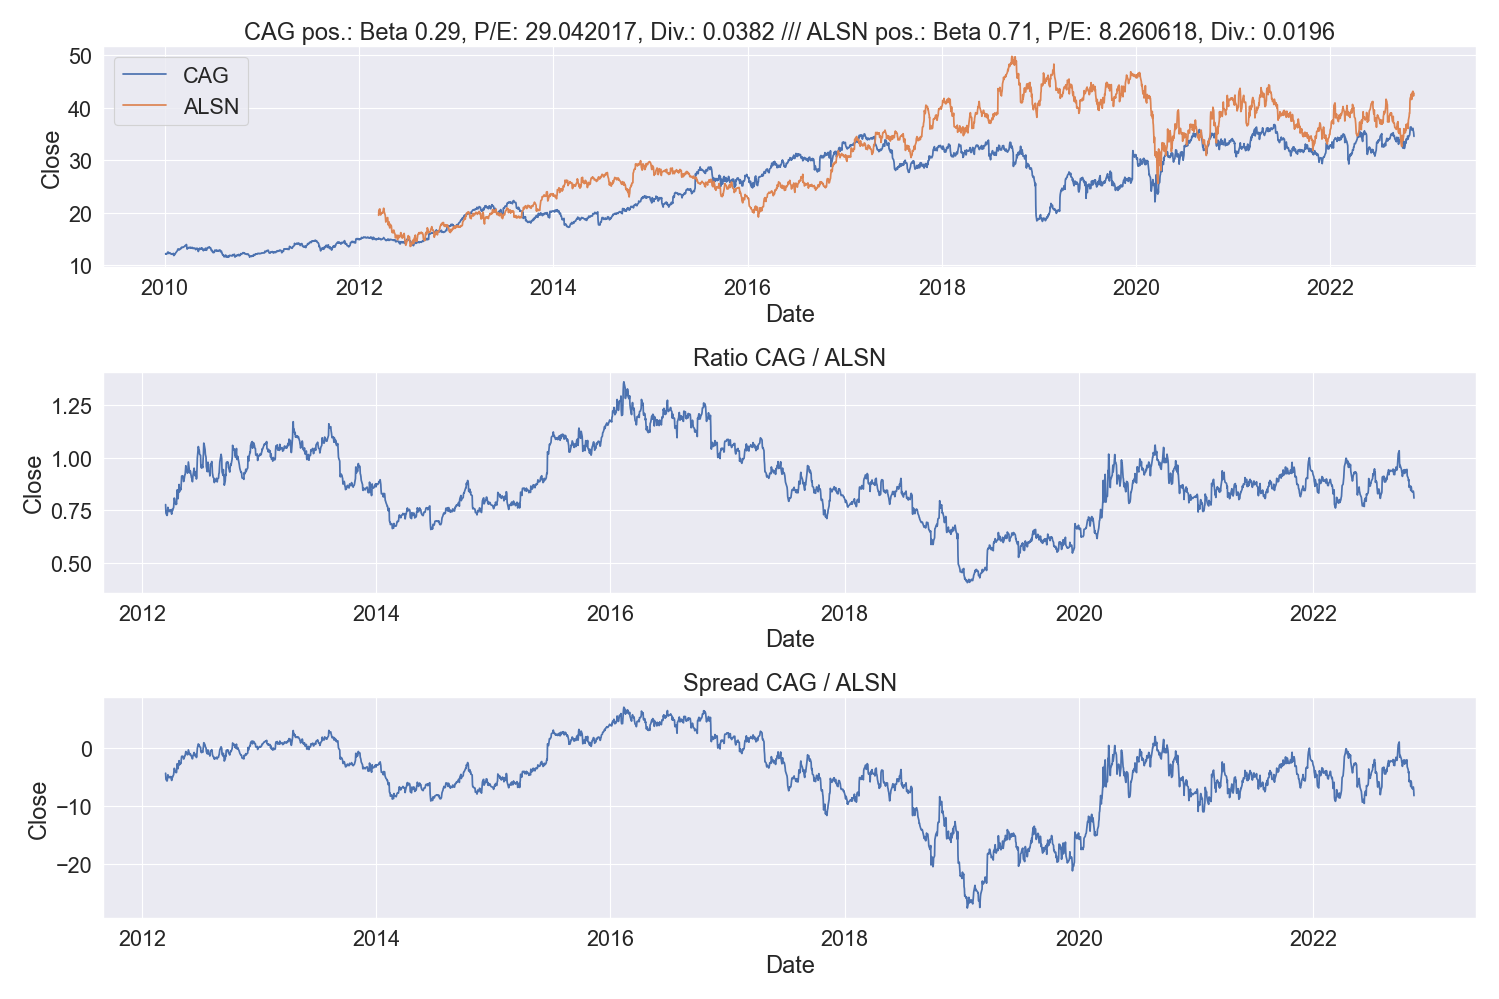 CAG pos.: Beta 0.29, P/E: 29.042017, Div.: 0.0382 /// ALSN pos.: Beta 0.71, P/E: 8.260618, Div.: 0.0196
CAG
ALSN
Close
50
40
30
20
10
2010 2012 2014 2016 2018 2020 2022
Date
Ratio CAG / ALSN
Close
1.25
1.00
0.75
0.50
2012 2014 2016 2018 2020 2022
Date
Spread CAG / ALSN
Close
0
−10
−20
2012 2014 2016 2018 2020 2022
Date